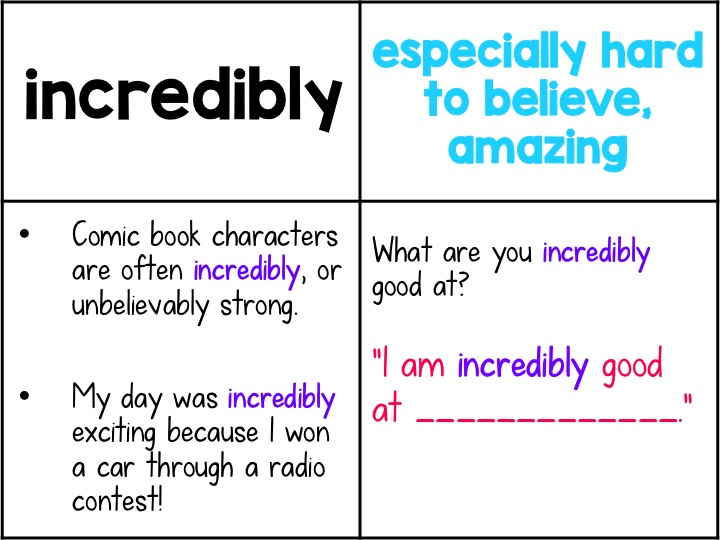 incredibly
especially hard
to believe,
amazing
• Comic book characters
are often incredibly, or
unbelievably strong.
• My day was incredibly
exciting because I won
a car through a radio
contest!
What are you incredibly
good at?
"I am incredibly good
at _____________."